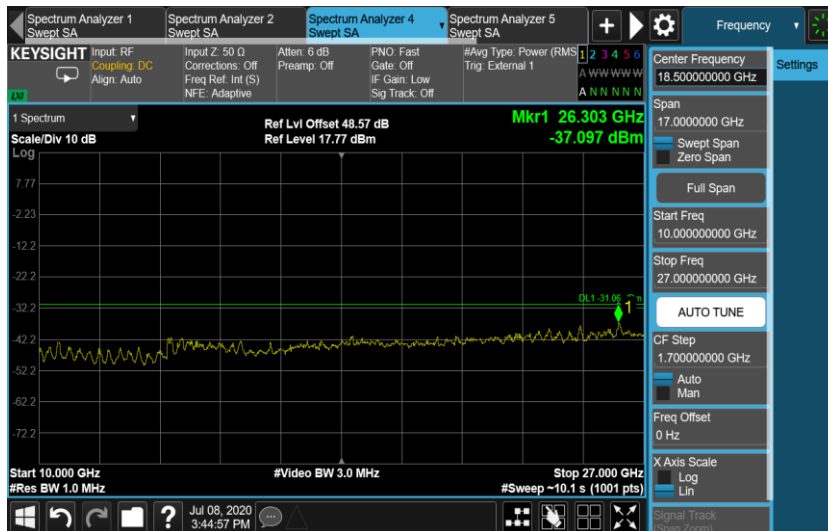 Spectrum Analyzer 1
Swept SA
Spectrum Analyzer 2
Swept SA
Spectrum Analyzer 4
Swept SA
Spectrum Analyzer 5
Swept SA
Frequency
KEYSIGHT
Input: RF
Coupling: DC
Align: Auto
Input Z: 50 Ω
Corrections: Off
Freq Ref: Int (S)
NFE: Adaptive
Atten: 6 dB
Preamp: Off
PNO: Fast
Gate: Off
IF Gain: Low
Sig Track: Off
#Avg Type: Power (RMS
Trig: External 1
1 2 3 4 5 6
A W W W W W
A N N N N N
LXI
1 Spectrum
Scale/Div 10 dB
Log
Ref Lvl Offset 48.57 dB
Ref Level 17.77 dBm
Mkr1 26.303 GHz
-37.097 dBm
7.77
-2.23
-12.2
-22.2
-32.2
-42.2
-52.2
-62.2
-72.2
DL1 -31.06
1
Start 10.000 GHz
#Res BW 1.0 MHz
#Video BW 3.0 MHz
Stop 27.000 GHz
#Sweep ~10.1 s (1001 pts)
Jul 08, 2020
3:44:57 PM
Center Frequency
18.500000000 GHz
Settings
Span
17.0000000 GHz
Swept Span
Zero Span
Full Span
Start Freq
10.000000000 GHz
Stop Freq
27.000000000 GHz
AUTO TUNE
CF Step
1.700000000 GHz
Auto
Man
Freq Offset
0 Hz
X Axis Scale
Log
Lin
Signal Track
(Span Zoom)